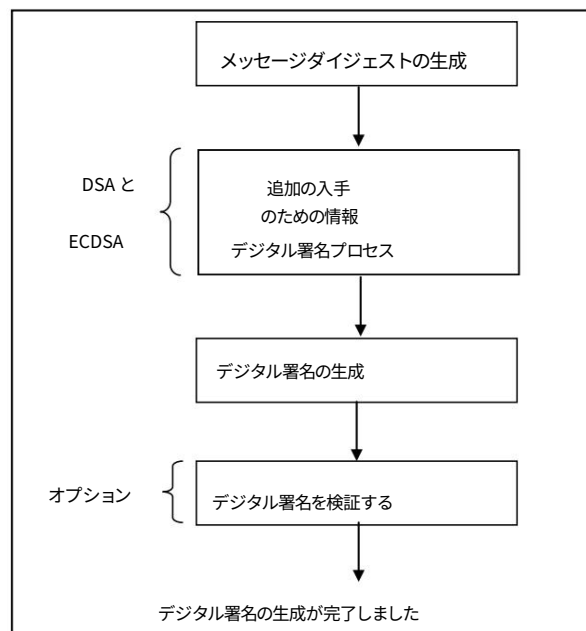 メッセージダイジェストの生成
DSA と
ECDSA
追加の入手
のための情報
デジタル署名プロセス
デジタル署名の生成
オプション
デジタル署名を検証する
デジタル署名の生成が完了しました